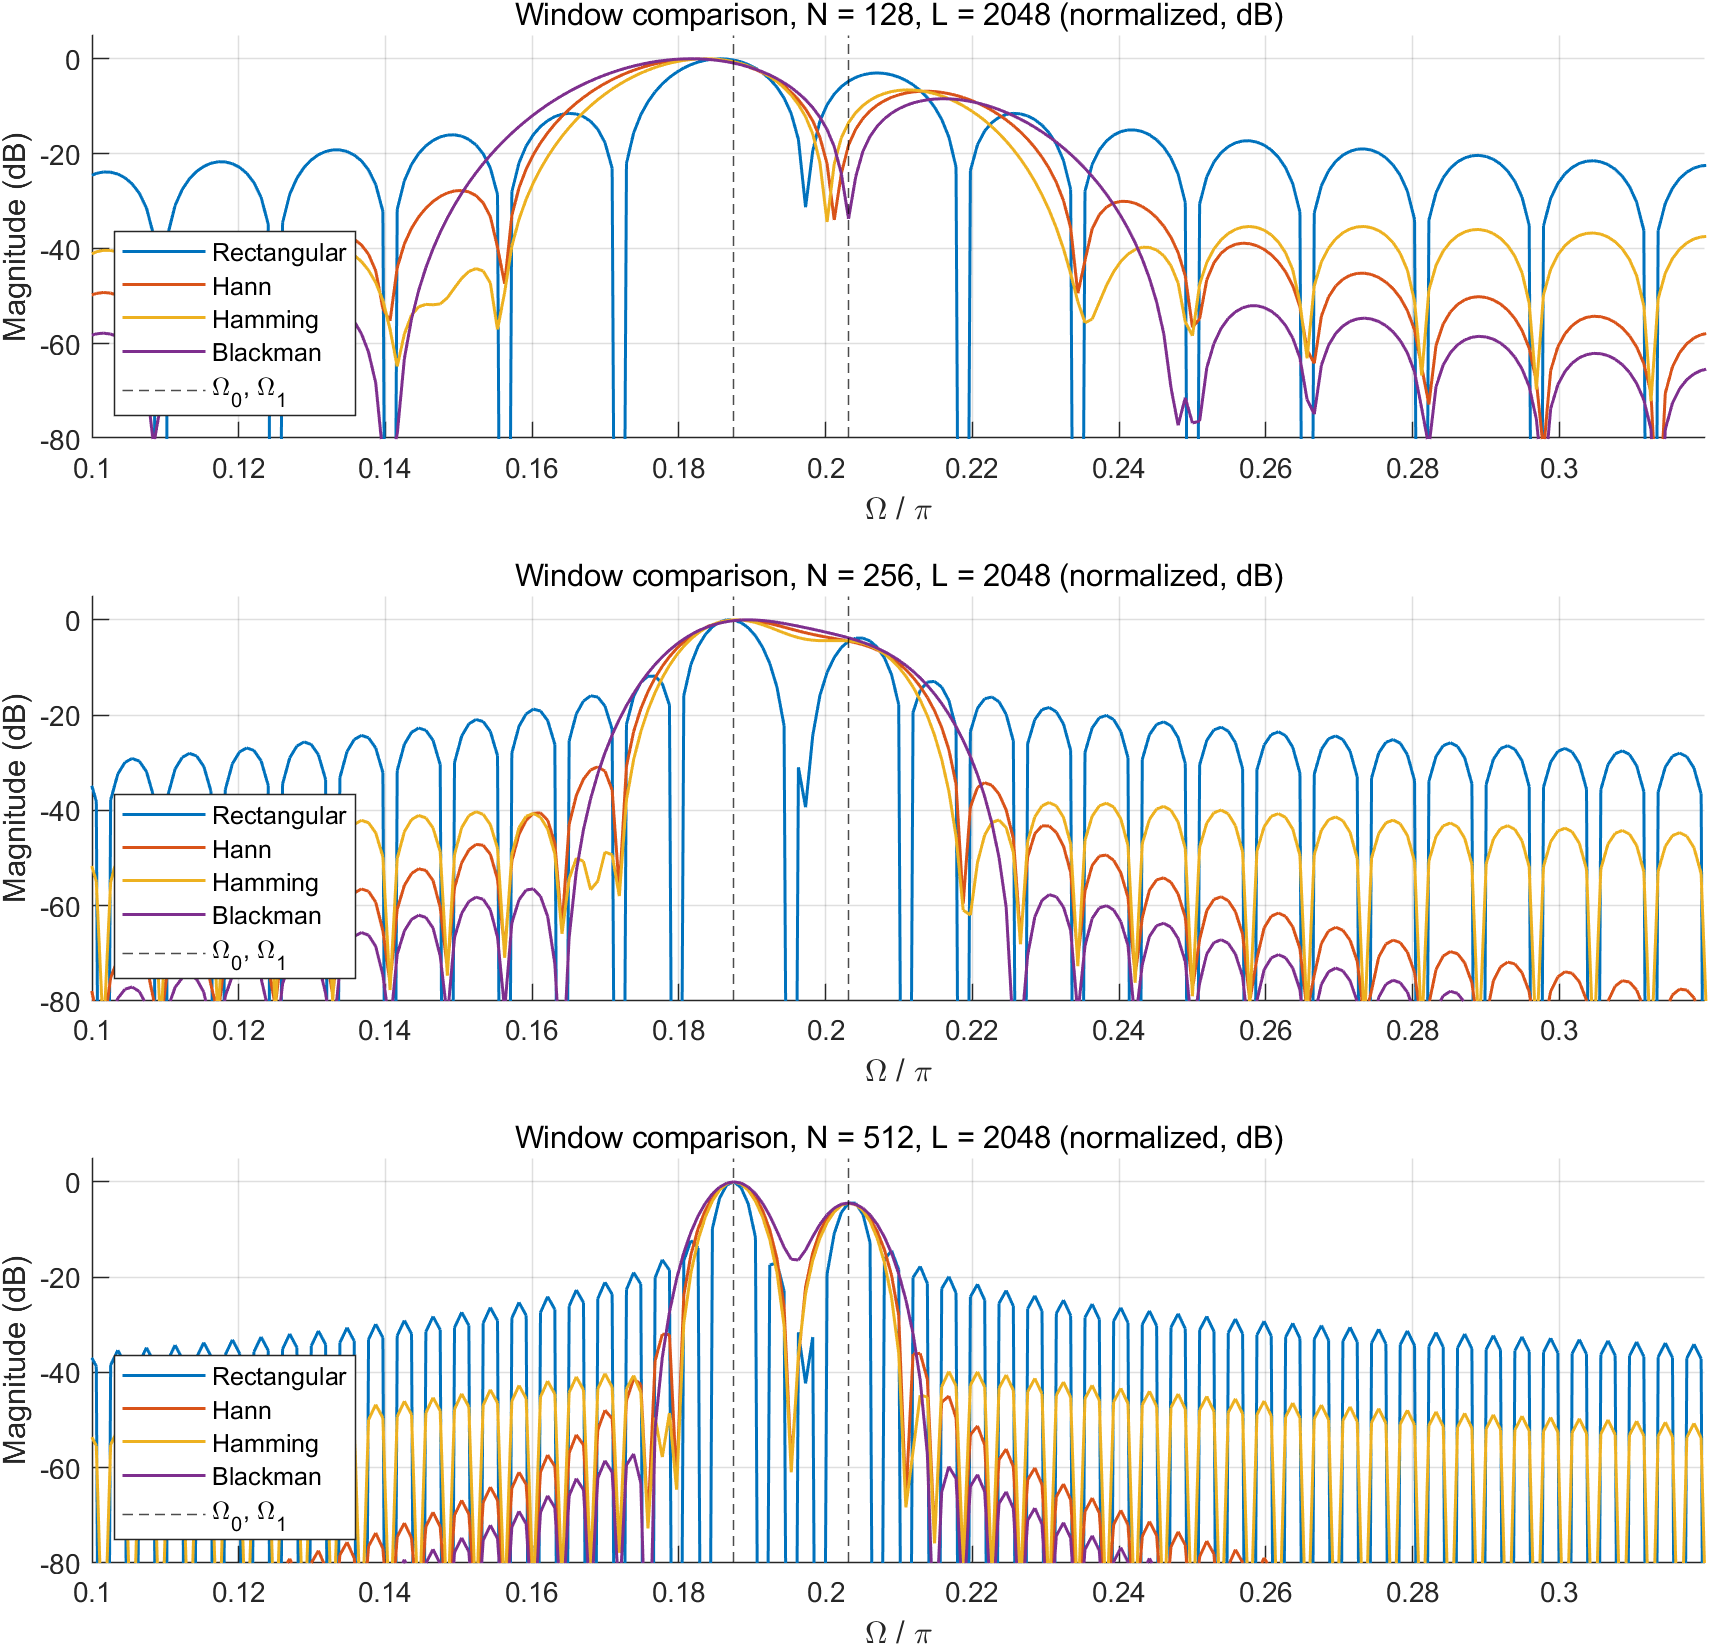 Window comparison, N = 128, L = 2048 (normalized, dB)
Magnitude (dB)
0
-20
-40
-60
-80
Rectangular
Hann
Hamming
Blackman
Ω0, Ω1
0.1 0.12 0.14 0.16 0.18 0.2 0.22 0.24 0.26 0.28 0.3
Ω / π
Window comparison, N = 256, L = 2048 (normalized, dB)
Magnitude (dB)
0
-20
-40
-60
-80
Rectangular
Hann
Hamming
Blackman
Ω0, Ω1
0.1 0.12 0.14 0.16 0.18 0.2 0.22 0.24 0.26 0.28 0.3
Ω / π
Window comparison, N = 512, L = 2048 (normalized, dB)
Magnitude (dB)
0
-20
-40
-60
-80
Rectangular
Hann
Hamming
Blackman
Ω0, Ω1
0.1 0.12 0.14 0.16 0.18 0.2 0.22 0.24 0.26 0.28 0.3
Ω / π